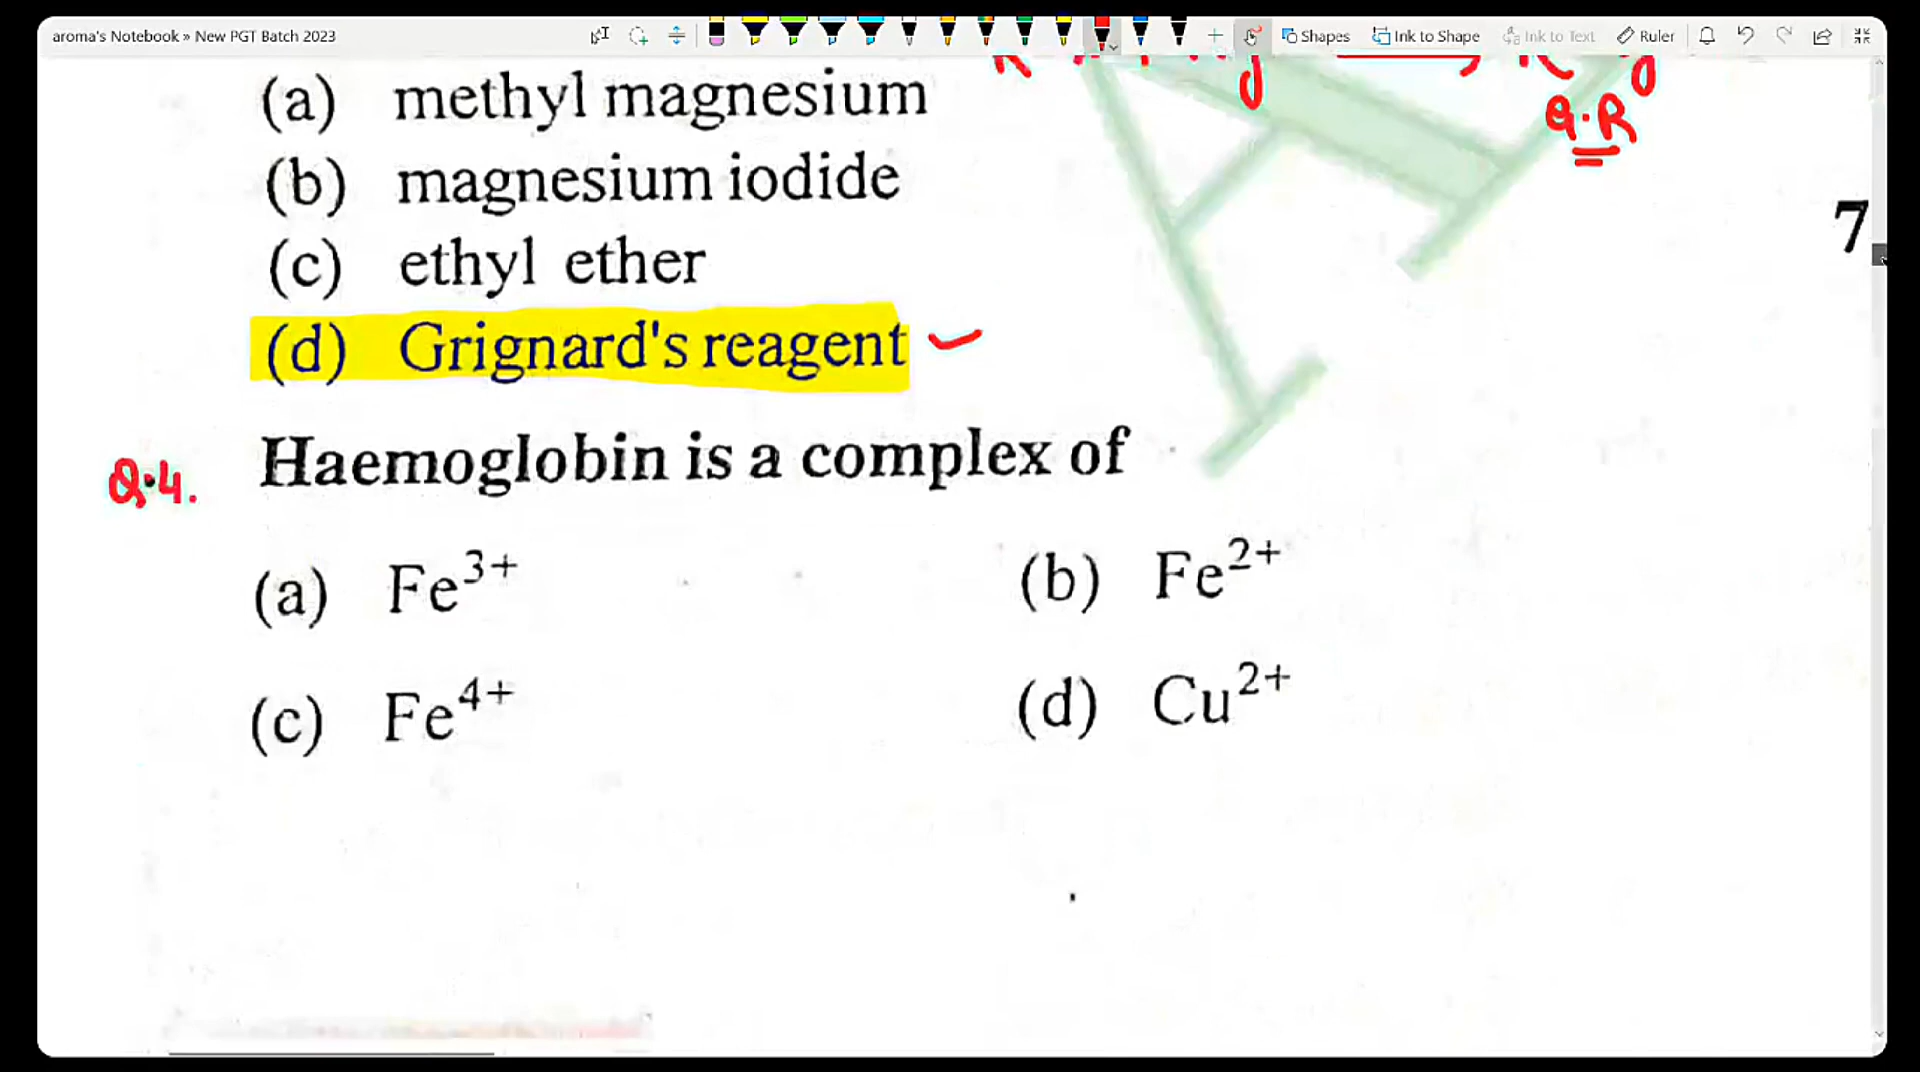 aroma's Notebook » New PGT Batch 2023
Shapes
Ink to Shape
Ink to Text
Ruler
(a) methyl magnesium
G.R
(b) magnesium iodide
7
(c) ethyl ether
(d) Grignard's reagent
Q.4. Haemoglobin is a complex of
(a) Fe³⁺
(b) Fe²⁺
(c) Fe⁴⁺
(d) Cu²⁺